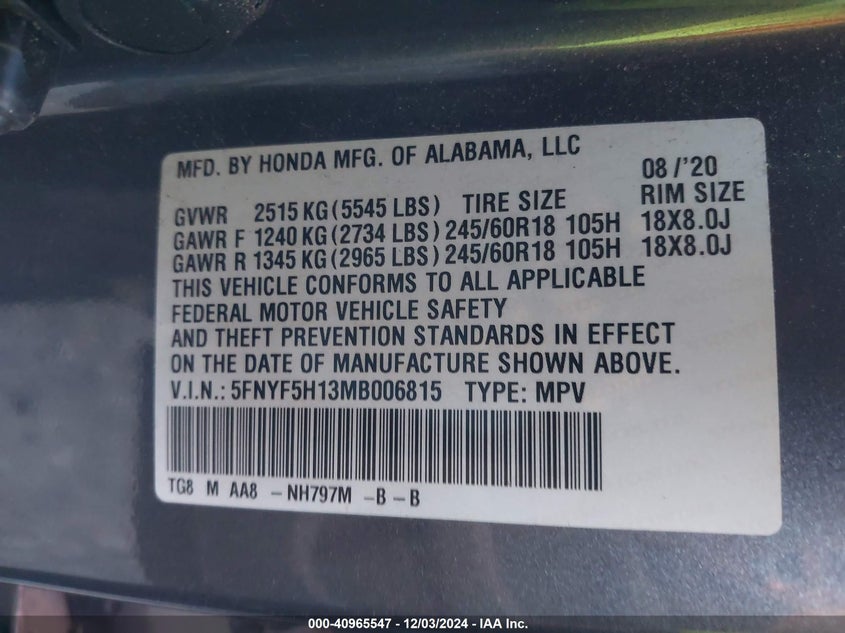 MFD. BY HONDA MFG. OF ALABAMA, LLC 08/'20
GVWR 2515 KG (5545 LBS) TIRE SIZE RIM SIZE
GAWR F 1240 KG (2734 LBS) 245/60R18 105H 18X8.0J
GAWR R 1345 KG (2965 LBS) 245/60R18 105H 18X8.0J
THIS VEHICLE CONFORMS TO ALL APPLICABLE
FEDERAL MOTOR VEHICLE SAFETY
AND THEFT PREVENTION STANDARDS IN EFFECT
ON THE DATE OF MANUFACTURE SHOWN ABOVE.
V.I.N.: 5FNYF5H13MB006815 TYPE: MPV
TG8 M AA8 - NH797M - B - B
000-40965547 - 12/03/2024 - IAA Inc.